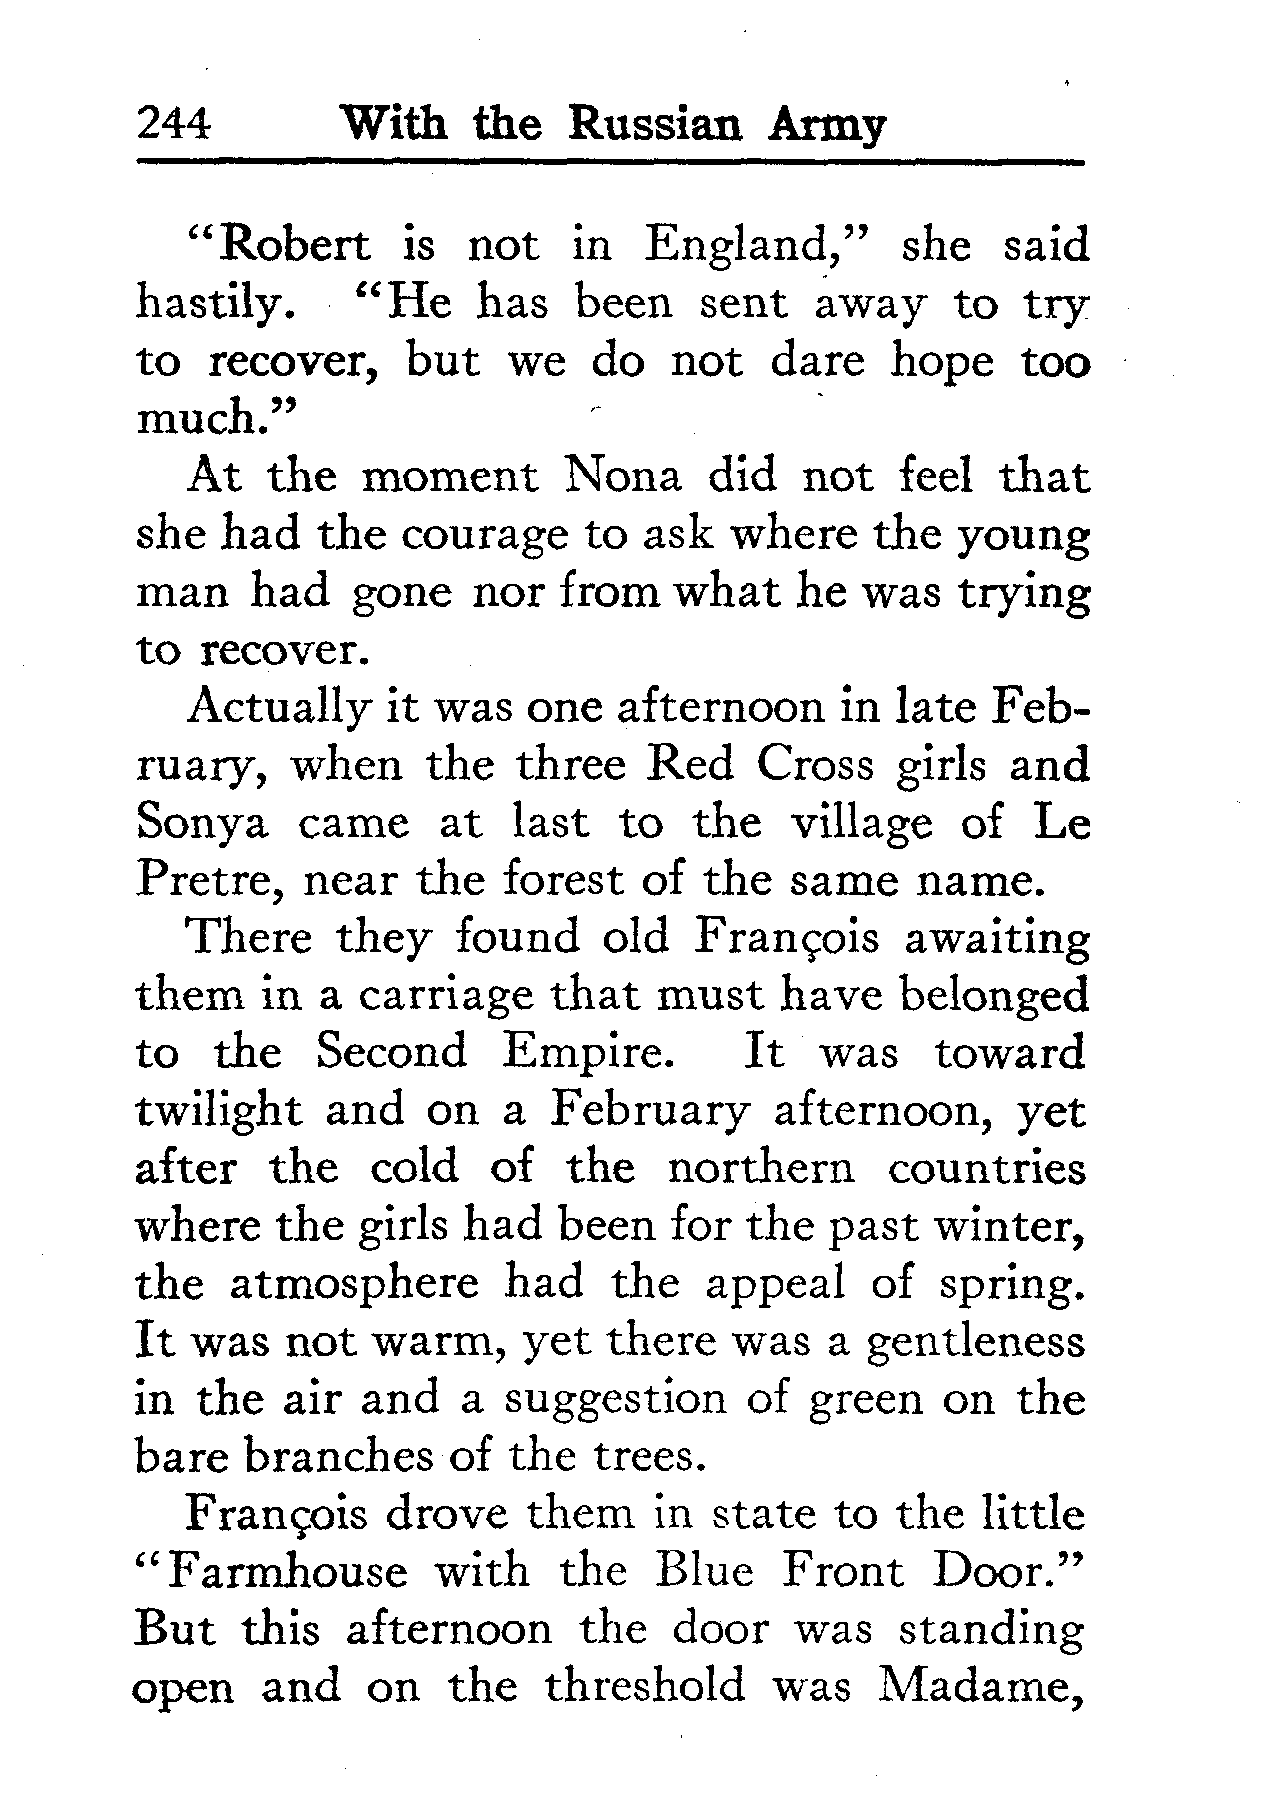 244 With the Russian Army
“Robert is not in England,” she said
hastily. “He has been sent away to try
to recover, but we do not dare hope too
much.”
At the moment Nona did not feel that
she had the courage to ask where the young
man had gone nor from what he was trying
to recover.
Actually it was one afternoon in late Feb-
ruary, when the three Red Cross girls and
Sonya came at last to the village of Le
Pretre, near the forest of the same name.
There they found old François awaiting
them in a carriage that must have belonged
to the Second Empire. It was toward
twilight and on a February afternoon, yet
after the cold of the northern countries
where the girls had been for the past winter,
the atmosphere had the appeal of spring.
It was not warm, yet there was a gentleness
in the air and a suggestion of green on the
bare branches of the trees.
François drove them in state to the little
“Farmhouse with the Blue Front Door.”
But this afternoon the door was standing
open and on the threshold was Madame,